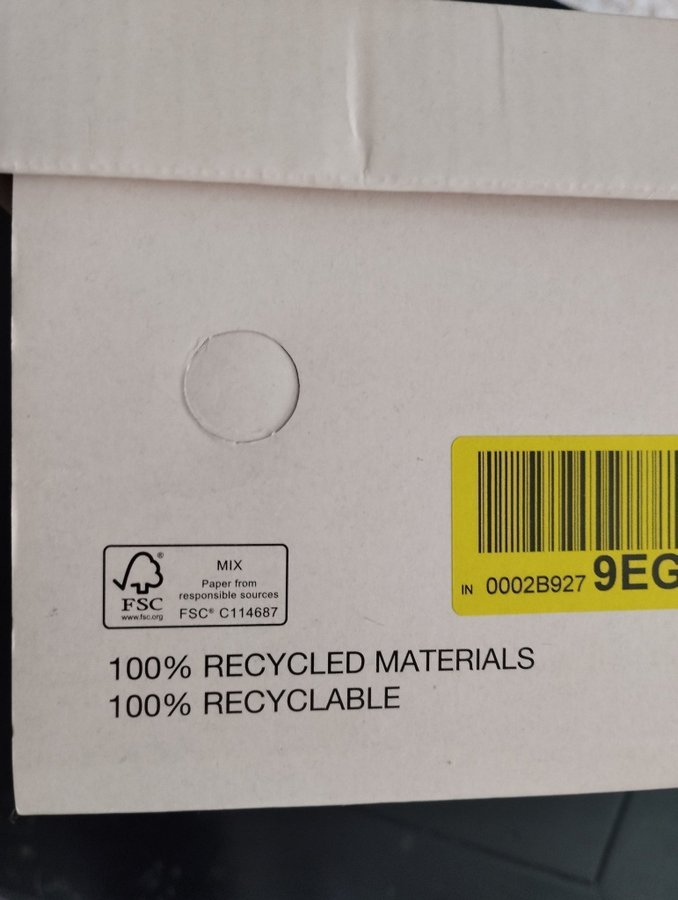 MIX
Paper from
responsible sources
FSC® C114687
®
FSC
www.fsc.org
IN 0002B927 9EG
100% RECYCLED MATERIALS
100% RECYCLABLE